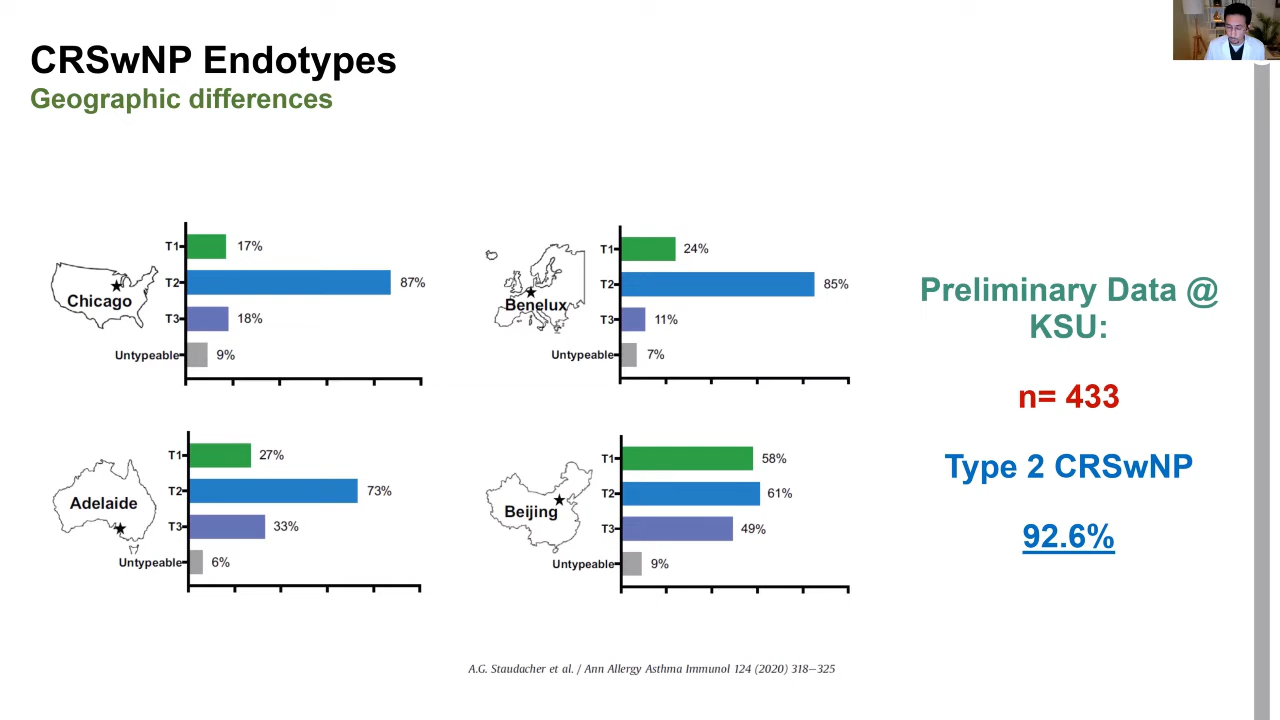 CRSwNP Endotypes
Geographic differences
T1 17%
Chicago
T2 87%
T3 18%
Untypeable 9%
T1 24%
Benelux
T2 85%
T3 11%
Untypeable 7%
T1 27%
Adelaide
T2 73%
T3 33%
Untypeable 6%
T1 58%
Beijing
T2 61%
T3 49%
Untypeable 9%
Preliminary Data @
KSU:
n= 433
Type 2 CRSwNP
92.6%
A.G. Staudacher et al. / Ann Allergy Asthma Immunol 124 (2020) 318–325